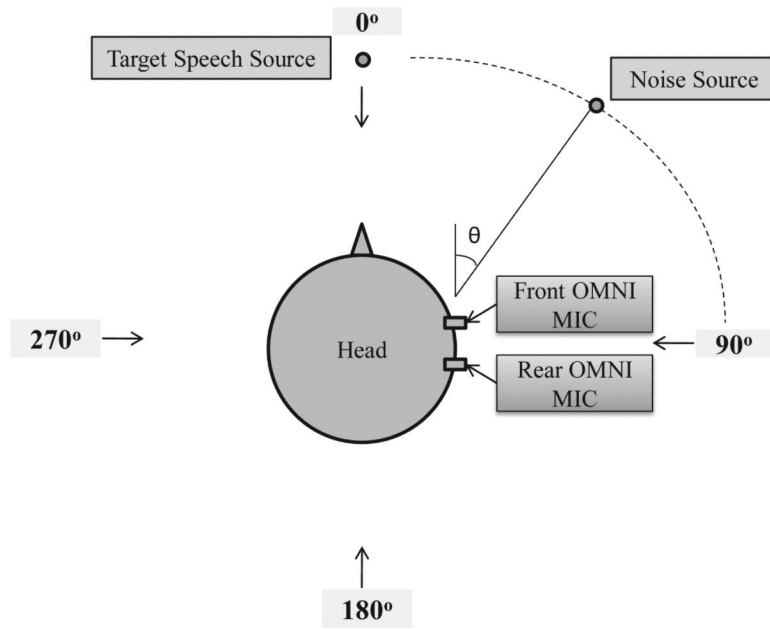 0º
Target Speech Source
Noise Source
θ
Front OMNI
MIC
270º
Head
90º
Rear OMNI
MIC
180º